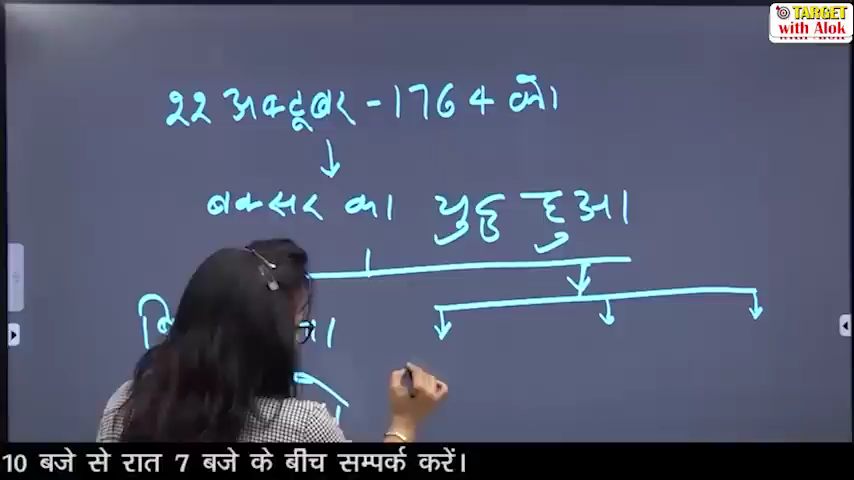 TARGET
with Alok
22 अक्टूबर - 1764 को
बक्सर का युद्ध हुआ
10 बजे से रात 7 बजे के बीच सम्पर्क करें।